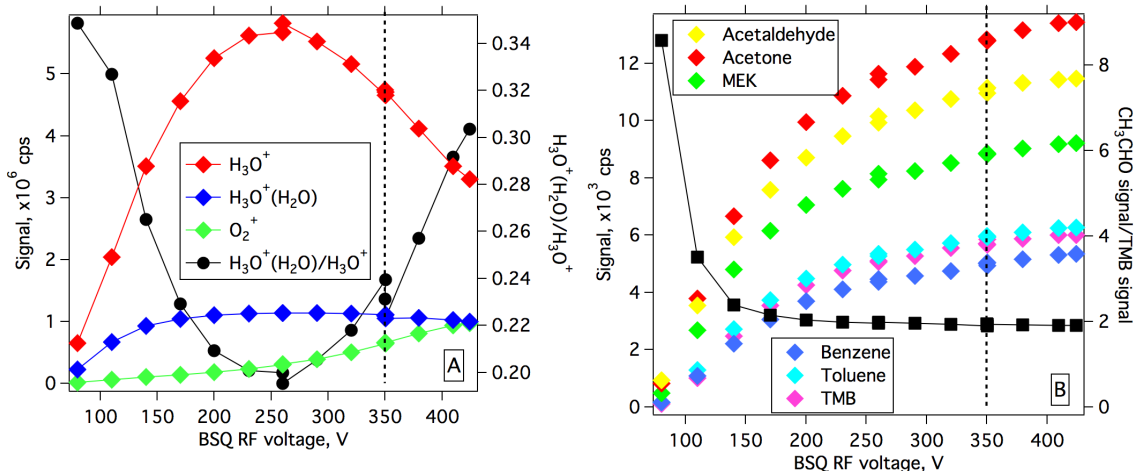 Signal, x10⁶ cps
5
4
3
2
1
0
H₃O⁺
H₃O⁺(H₂O)
O₂⁺
H₃O⁺(H₂O)/H₃O⁺
A
0.34
0.32
0.30
0.28
0.26
0.24
0.22
0.20
H₃O⁺(H₂O)/H₃O⁺
100 150 200 250 300 350 400
BSQ RF voltage, V
Signal, x10³ cps
12
10
8
6
4
2
0
Acetaldehyde
Acetone
MEK
Benzene
Toluene
TMB
B
8
6
4
2
0
CH₃CHO signal/TMB signal
100 150 200 250 300 350 400
BSQ RF voltage, V